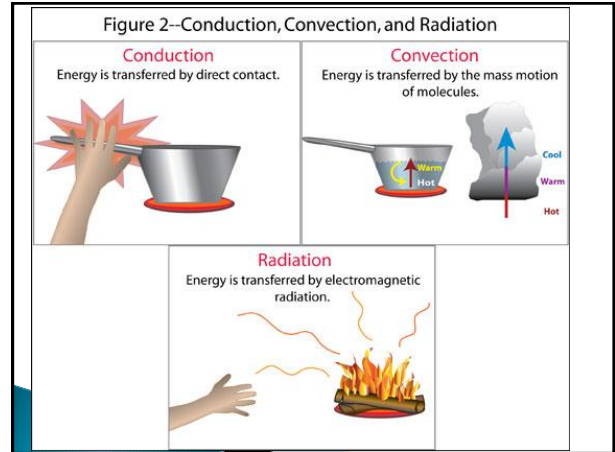 Figure 2--Conduction, Convection, and Radiation
Conduction
Energy is transferred by direct contact.
Convection
Energy is transferred by the mass motion
of molecules.
Warm
Hot
Cool
Warm
Hot
Radiation
Energy is transferred by electromagnetic
radiation.